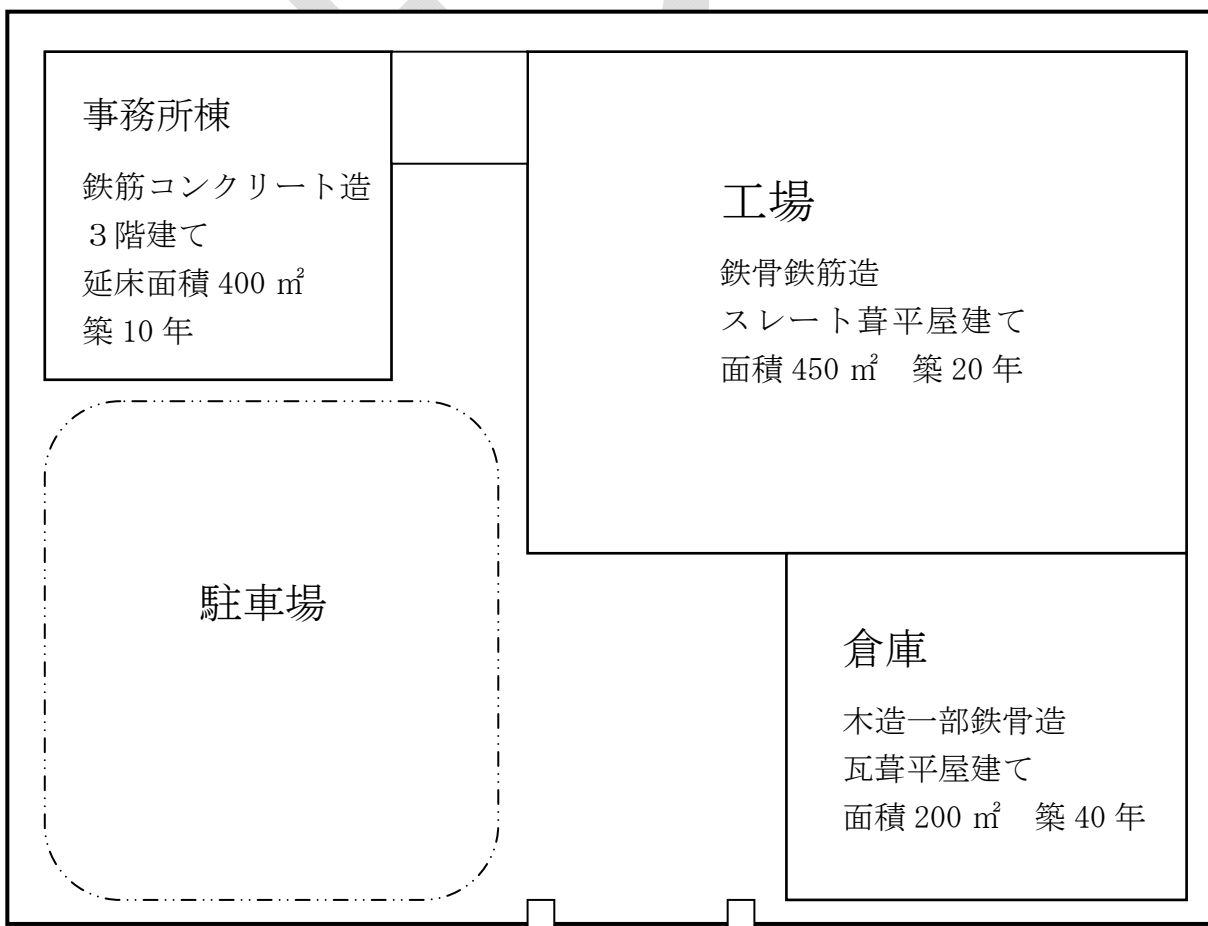 事務所棟
鉄筋コンクリート造
3階建て
延床面積 400 ㎡
築 10 年
工場
鉄骨鉄筋造
スレート葺平屋建て
面積 450 ㎡　築 20 年
駐車場
倉庫
木造一部鉄骨造
瓦葺平屋建て
面積 200 ㎡　築 40 年